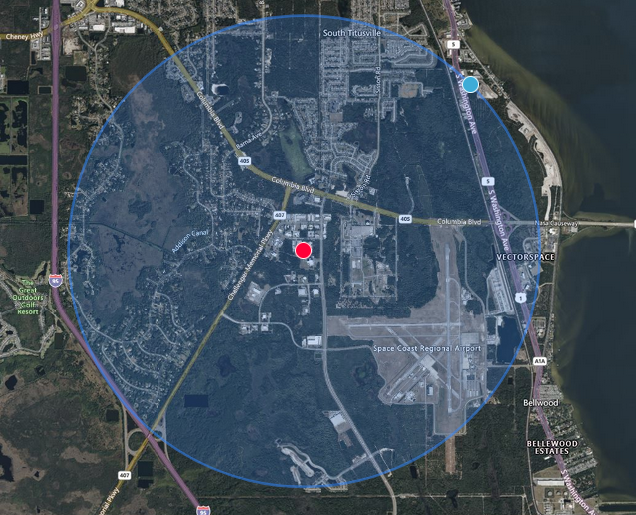 Cheney Hwy
South Titusville
5
S Washington Ave
Barna Ave
405
Columbia Blvd
5
407
405
Columbia Blvd
Nasa Causeway
S Washington Ave
Addison Canal
Challenger Memorial Pkwy
VECTORSPACE
95
The
Great
Outdoors
Golf
Resort
1
Space Coast Regional Airport
A1A
Bellwood
BELLEWOOD
ESTATES
407
S Washington A
95